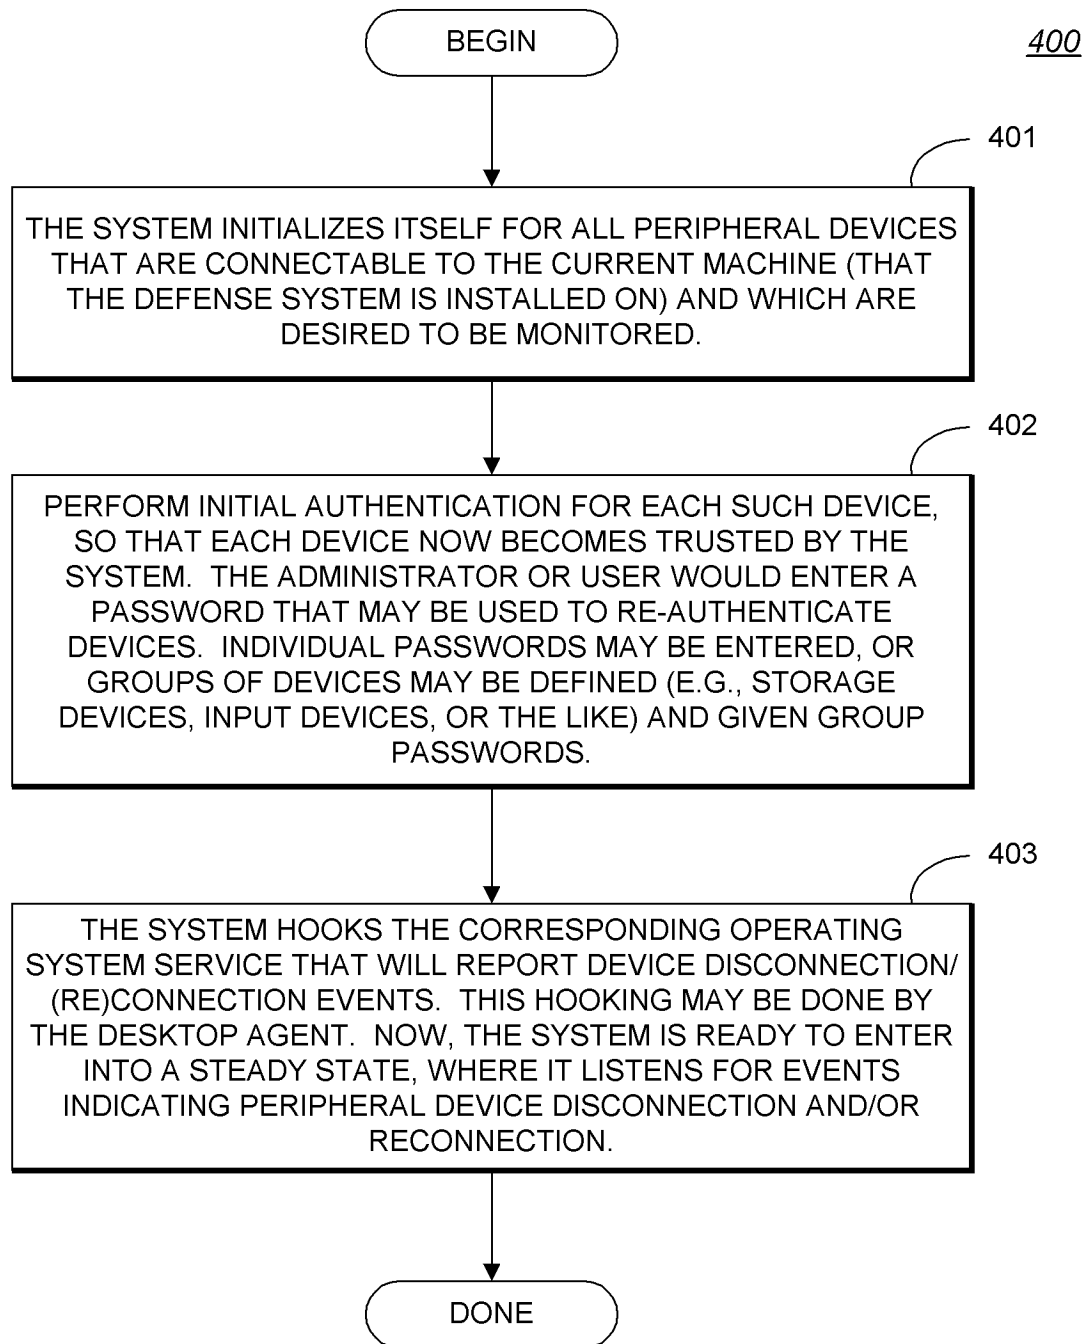 BEGIN
400
401
THE SYSTEM INITIALIZES ITSELF FOR ALL PERIPHERAL DEVICES
THAT ARE CONNECTABLE TO THE CURRENT MACHINE (THAT
THE DEFENSE SYSTEM IS INSTALLED ON) AND WHICH ARE
DESIRED TO BE MONITORED.
402
PERFORM INITIAL AUTHENTICATION FOR EACH SUCH DEVICE,
SO THAT EACH DEVICE NOW BECOMES TRUSTED BY THE
SYSTEM.  THE ADMINISTRATOR OR USER WOULD ENTER A
PASSWORD THAT MAY BE USED TO RE-AUTHENTICATE
DEVICES.  INDIVIDUAL PASSWORDS MAY BE ENTERED, OR
GROUPS OF DEVICES MAY BE DEFINED (E.G., STORAGE
DEVICES, INPUT DEVICES, OR THE LIKE) AND GIVEN GROUP
PASSWORDS.
403
THE SYSTEM HOOKS THE CORRESPONDING OPERATING
SYSTEM SERVICE THAT WILL REPORT DEVICE DISCONNECTION/
(RE)CONNECTION EVENTS.  THIS HOOKING MAY BE DONE BY
THE DESKTOP AGENT.  NOW, THE SYSTEM IS READY TO ENTER
INTO A STEADY STATE, WHERE IT LISTENS FOR EVENTS
INDICATING PERIPHERAL DEVICE DISCONNECTION AND/OR
RECONNECTION.
DONE